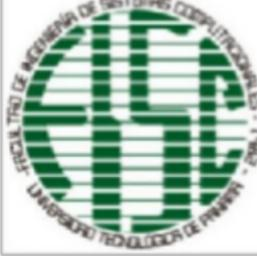 FACULTAD DE INGENIERÍA DE SISTEMAS COMPUTACIONALES -
UNIVERSIDAD TECNOLÓGICA DE PANAMÁ -
FISC